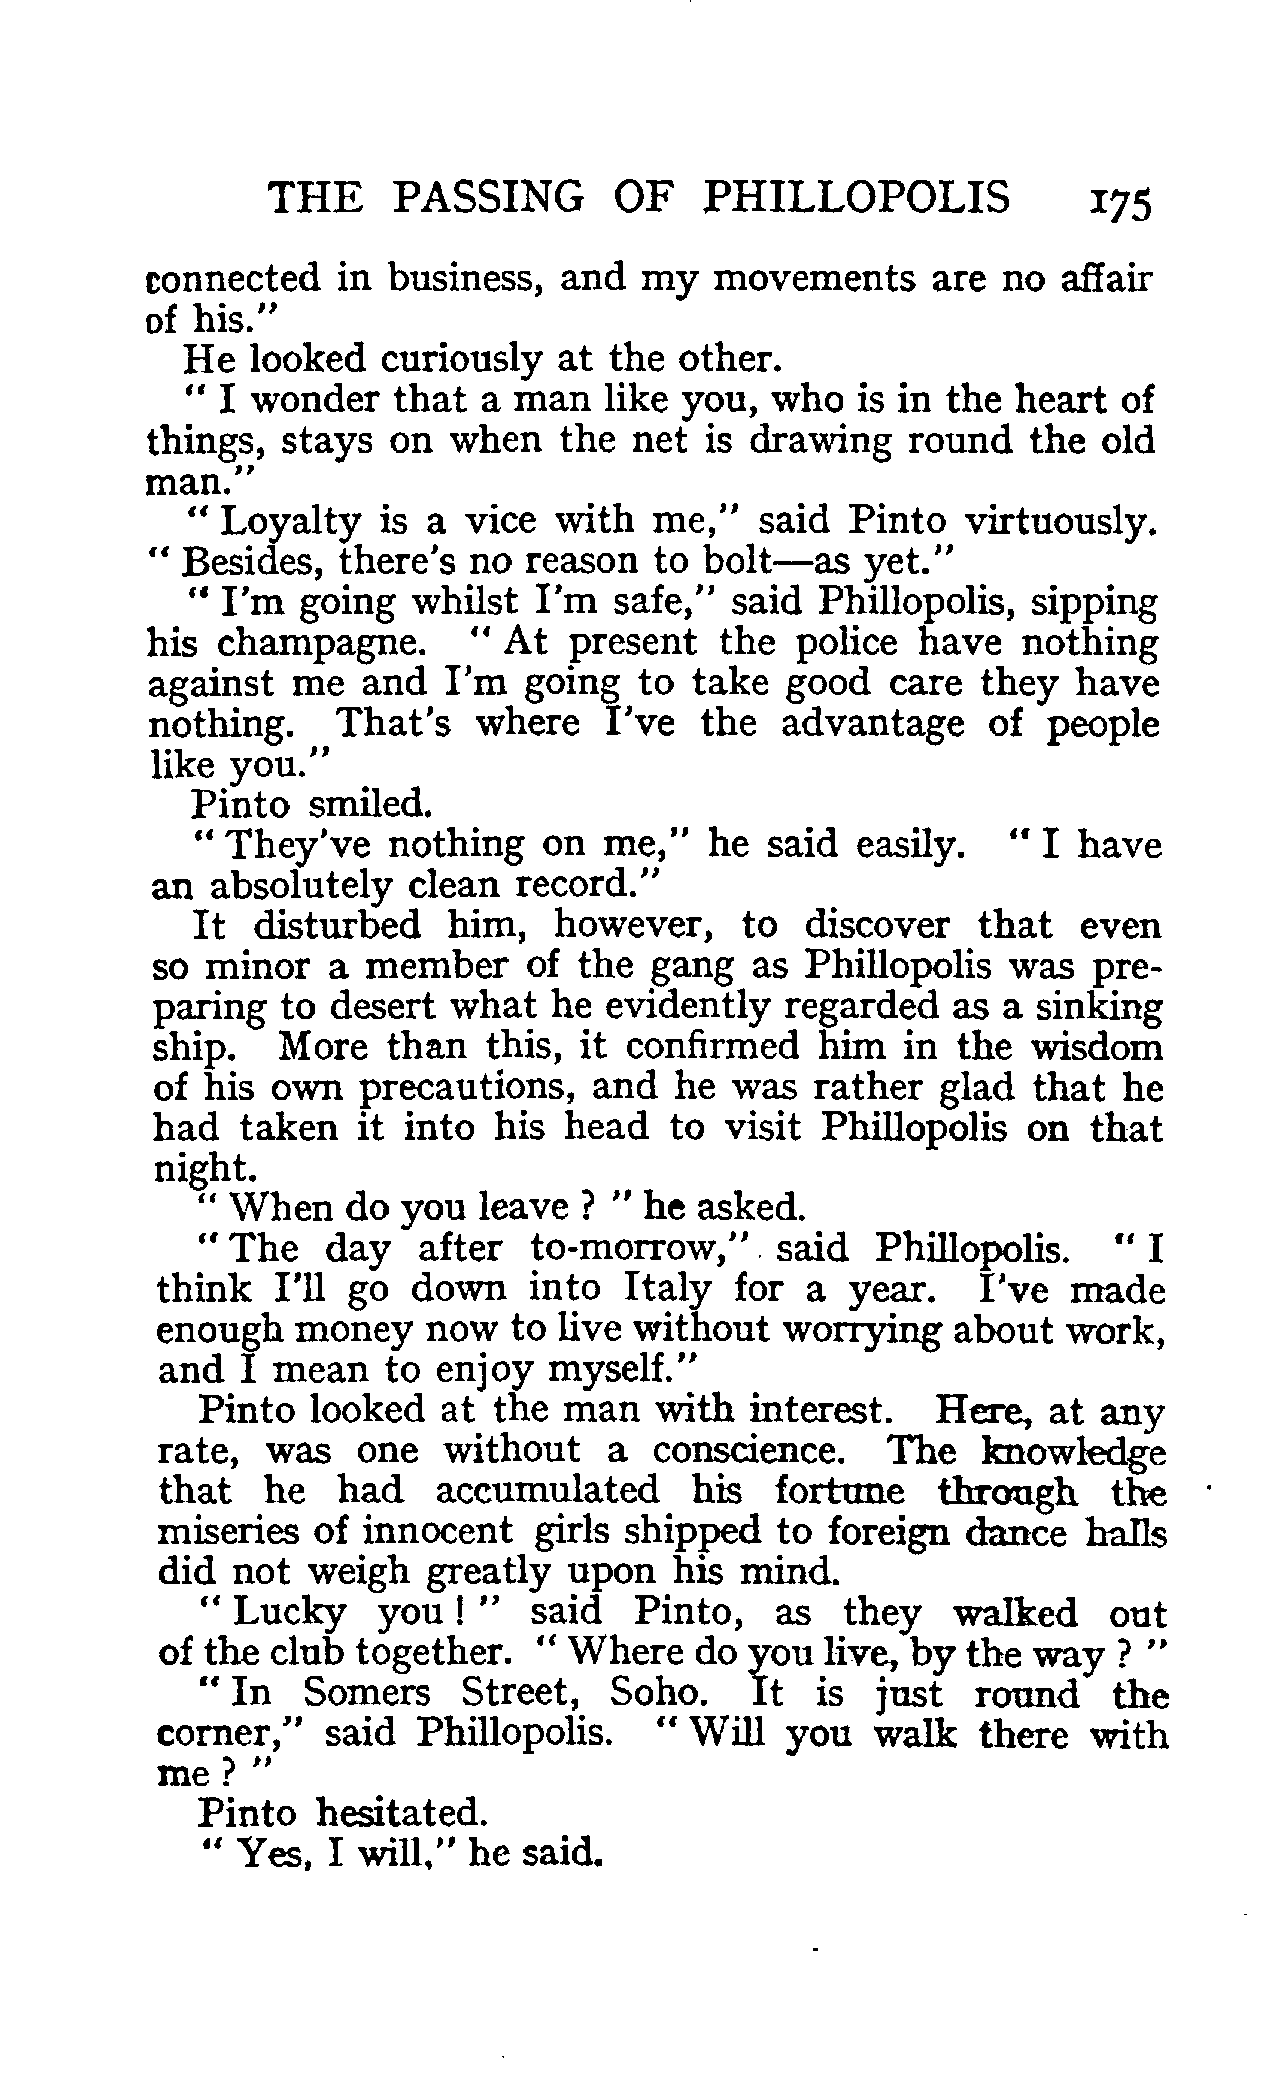 THE PASSING OF PHILLOPOLIS 175
connected in business, and my movements are no affair
of his."
He looked curiously at the other.
" I wonder that a man like you, who is in the heart of
things, stays on when the net is drawing round the old
man."
" Loyalty is a vice with me," said Pinto virtuously.
" Besides, there's no reason to bolt—as yet."
" I'm going whilst I'm safe," said Phillopolis, sipping
his champagne. " At present the police have nothing
against me and I'm going to take good care they have
nothing. That's where I've the advantage of people
like you."
Pinto smiled.
" They've nothing on me," he said easily. " I have
an absolutely clean record."
It disturbed him, however, to discover that even
so minor a member of the gang as Phillopolis was pre-
paring to desert what he evidently regarded as a sinking
ship. More than this, it confirmed him in the wisdom
of his own precautions, and he was rather glad that he
had taken it into his head to visit Phillopolis on that
night.
" When do you leave ? " he asked.
" The day after to-morrow," said Phillopolis. " I
think I'll go down into Italy for a year. I've made
enough money now to live without worrying about work,
and I mean to enjoy myself."
Pinto looked at the man with interest. Here, at any
rate, was one without a conscience. The knowledge
that he had accumulated his fortune through the
miseries of innocent girls shipped to foreign dance halls
did not weigh greatly upon his mind.
" Lucky you ! " said Pinto, as they walked out
of the club together. " Where do you live, by the way ? "
" In Somers Street, Soho. It is just round the
corner," said Phillopolis. " Will you walk there with
me ? "
Pinto hesitated.
" Yes, I will," he said.